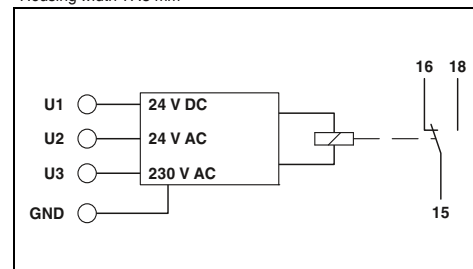 Housing width 17.5 mm
16 18
U1 24 V DC
U2 24 V AC
U3 230 V AC
GND
15